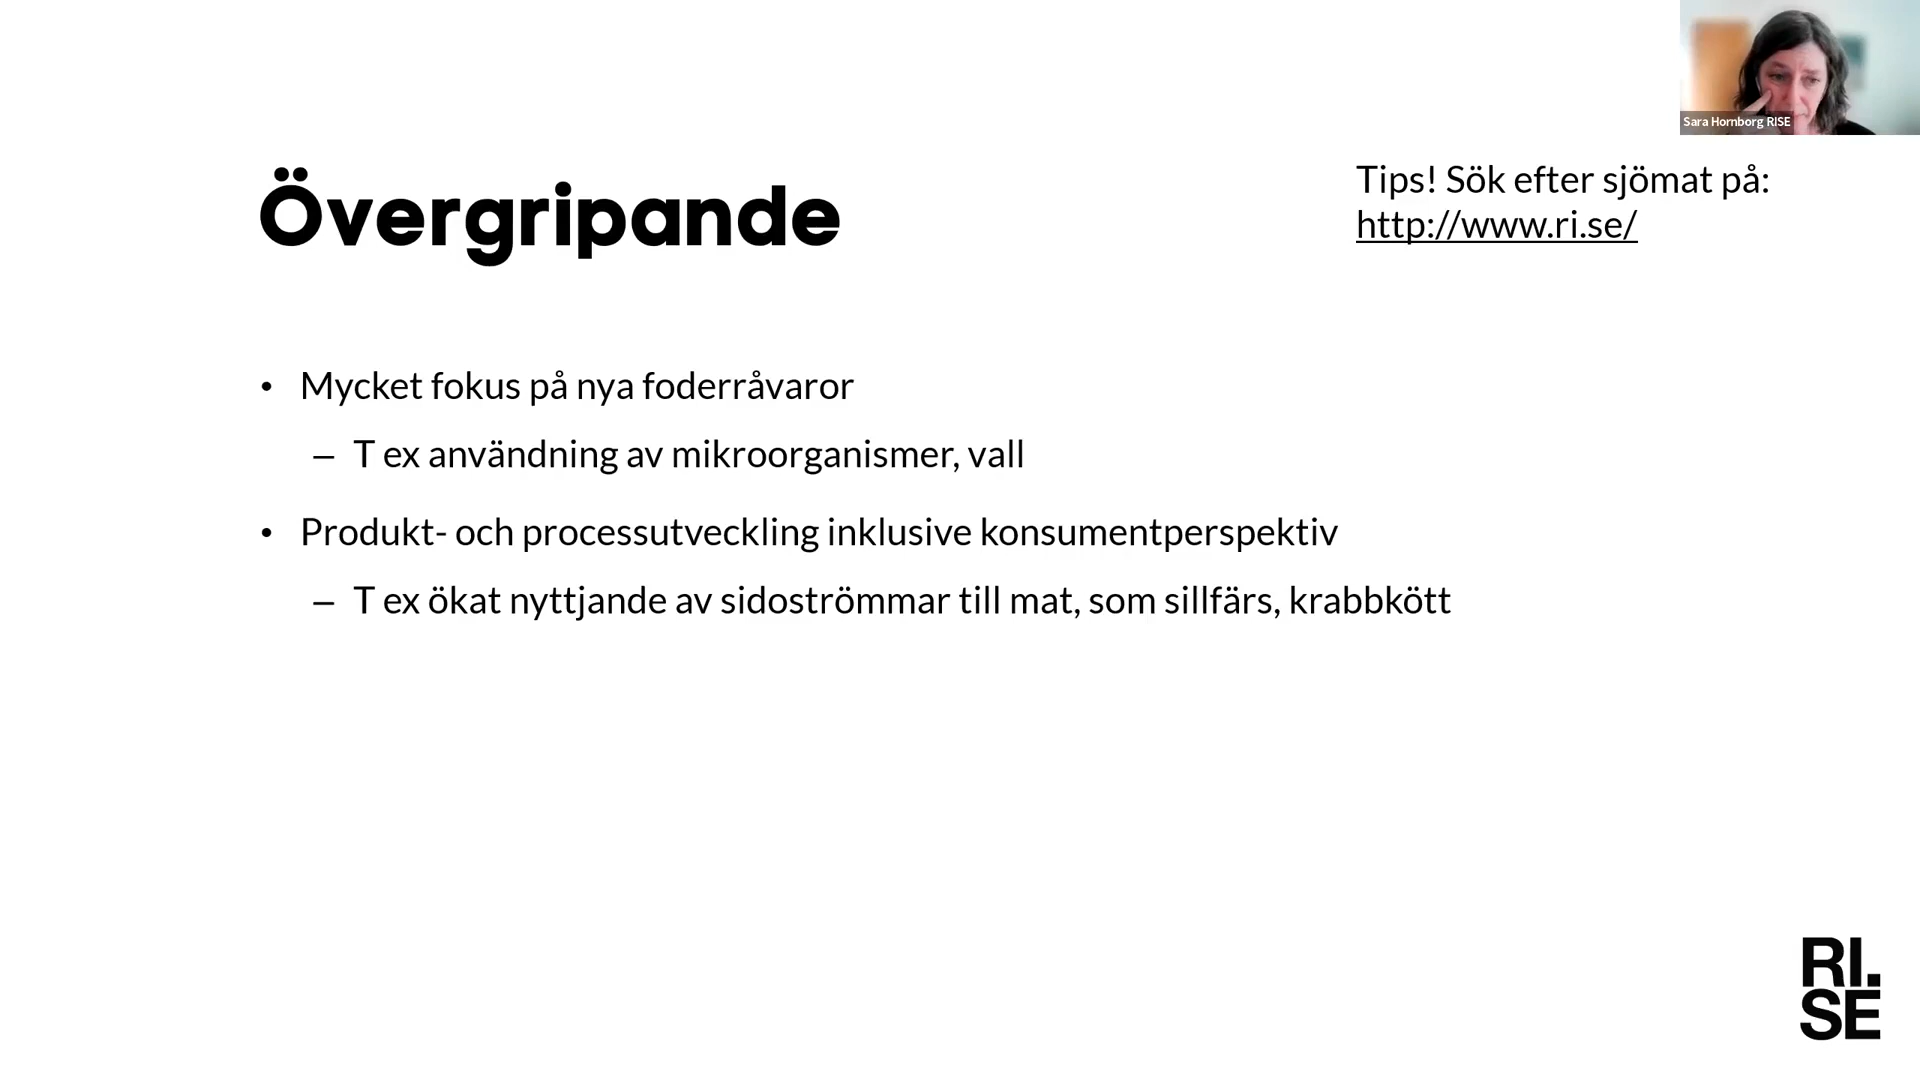 Sara Hornborg RISE
Övergripande
Tips! Sök efter sjömat på:
http://www.ri.se/
• Mycket fokus på nya foderråvaror
– T ex användning av mikroorganismer, vall
• Produkt- och processutveckling inklusive konsumentperspektiv
– T ex ökat nyttjande av sidoströmmar till mat, som sillfärs, krabbkött
RI.
SE